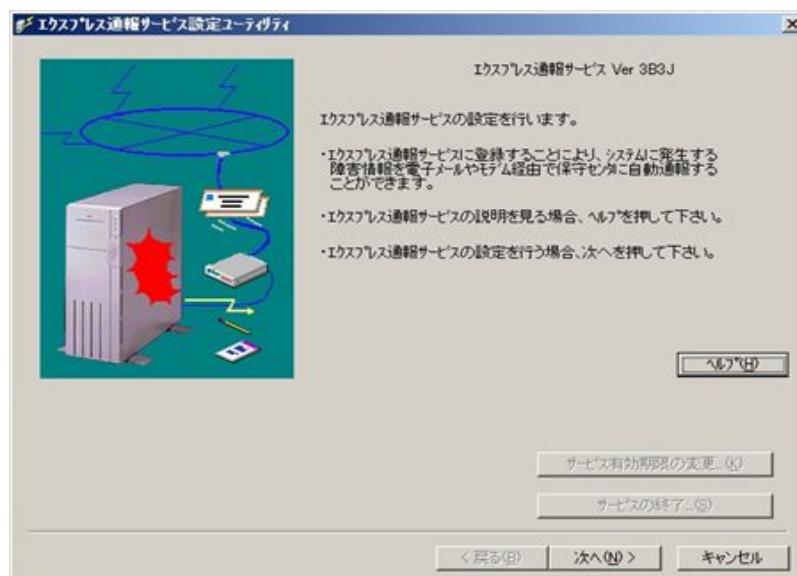 エクスプレス通報サービス設定ユーティリティ
エクスプレス通報サービス Ver 3B3J
エクスプレス通報サービスの設定を行います。
・エクスプレス通報サービスに登録することにより、システムに発生する
障害情報を電子メールやモデム経由で保守センタに自動通報する
ことができます。
・エクスプレス通報サービスの説明を見る場合、ヘルプを押して下さい。
・エクスプレス通報サービスの設定を行う場合、次へを押して下さい。
ヘルプ(H)
サービス有効期限の変更...(K)
サービスの終了...(S)
< 戻る(B)
次へ(N) >
キャンセル